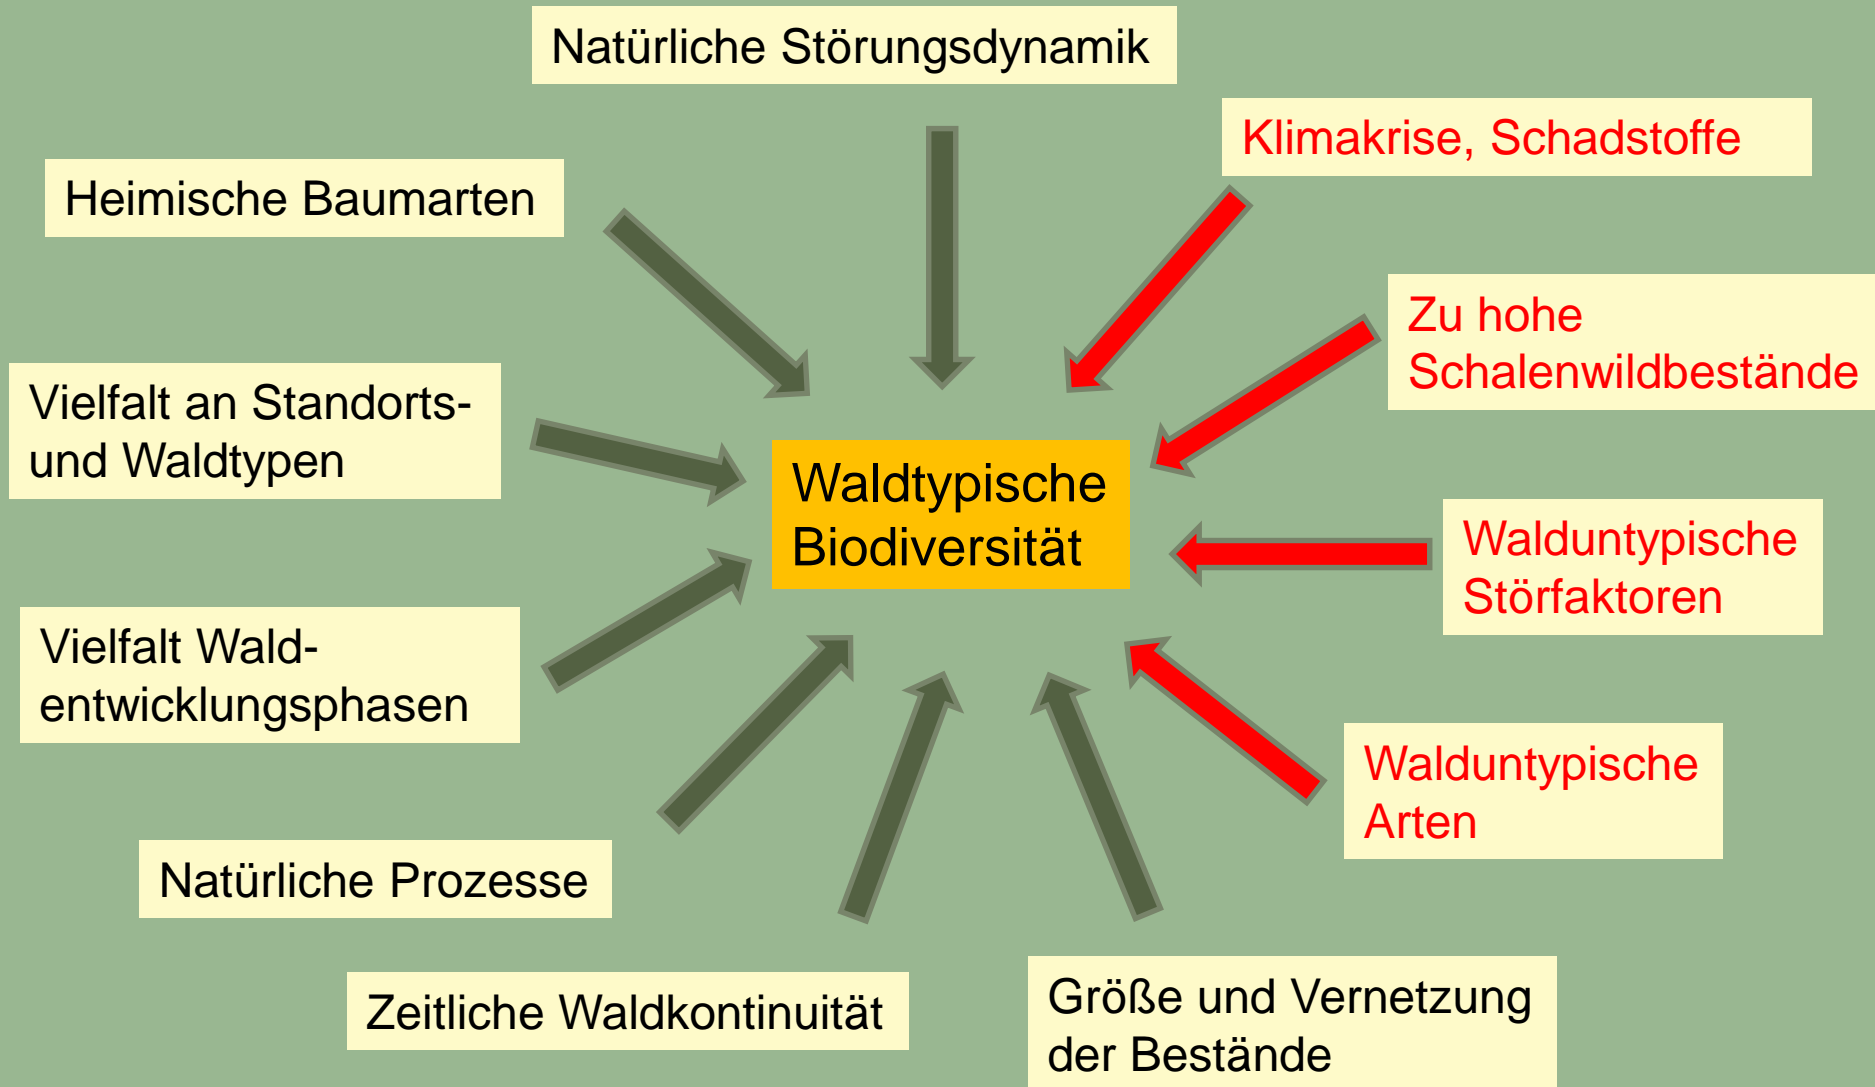 Natürliche Störungsdynamik
Klimakrise, Schadstoffe
Heimische Baumarten
Zu hohe
Schalenwildbestände
Vielfalt an Standorts-
und Waldtypen
Waldtypische
Biodiversität
Walduntypische
Störfaktoren
Vielfalt Wald-
entwicklungsphasen
Walduntypische
Arten
Natürliche Prozesse
Zeitliche Waldkontinuität
Größe und Vernetzung
der Bestände